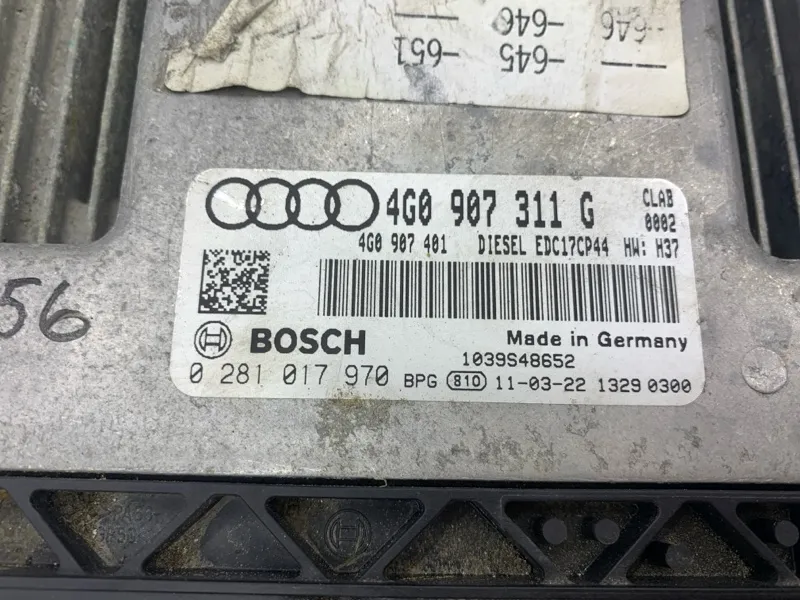 -646
-646
-645
-651
4G0 907 311 G
CLAB
0002
4G0 907 401 DIESEL EDC17CP44 HW: H37
56
BOSCH
Made in Germany
1039S48652
0 281 017 970 BPG 810 11-03-22 1329 0300